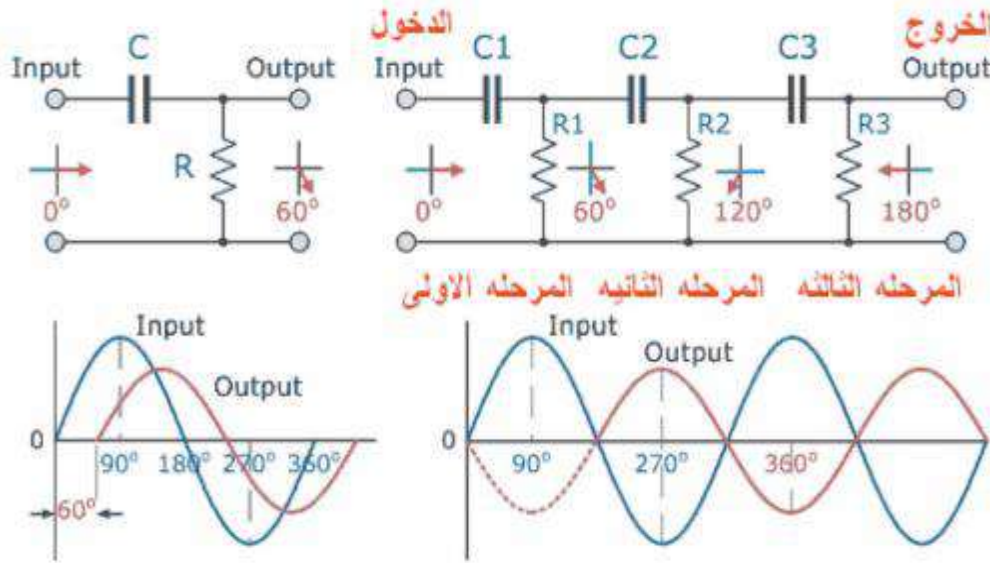 الدخول
الخروج
C
C1
C2
C3
Input
Output
Input
Output
R
R1
R2
R3
0°
60°
0°
60°
120°
180°
المرحله الاولى
المرحله الثانيه
المرحله الثالثه
Input
Output
0
90°
180°
270°
360°
60°
Input
Output
0
90°
270°
360°